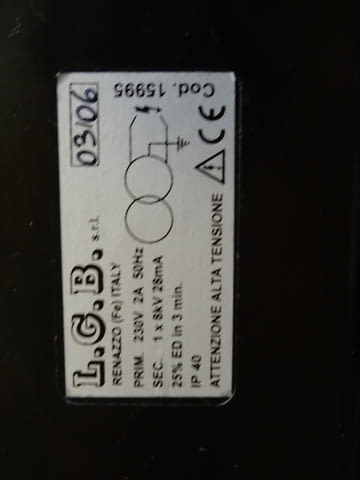 L.G.B. s.r.l. 03/06
RENAZZO (Fe) ITALY
PRIM. 230V 2A 50Hz
SEC. 1 x 8kV 28mA
25% ED in 3 min.
IP 40
ATTENZIONE ALTA TENSIONE CE
Cod. 15995